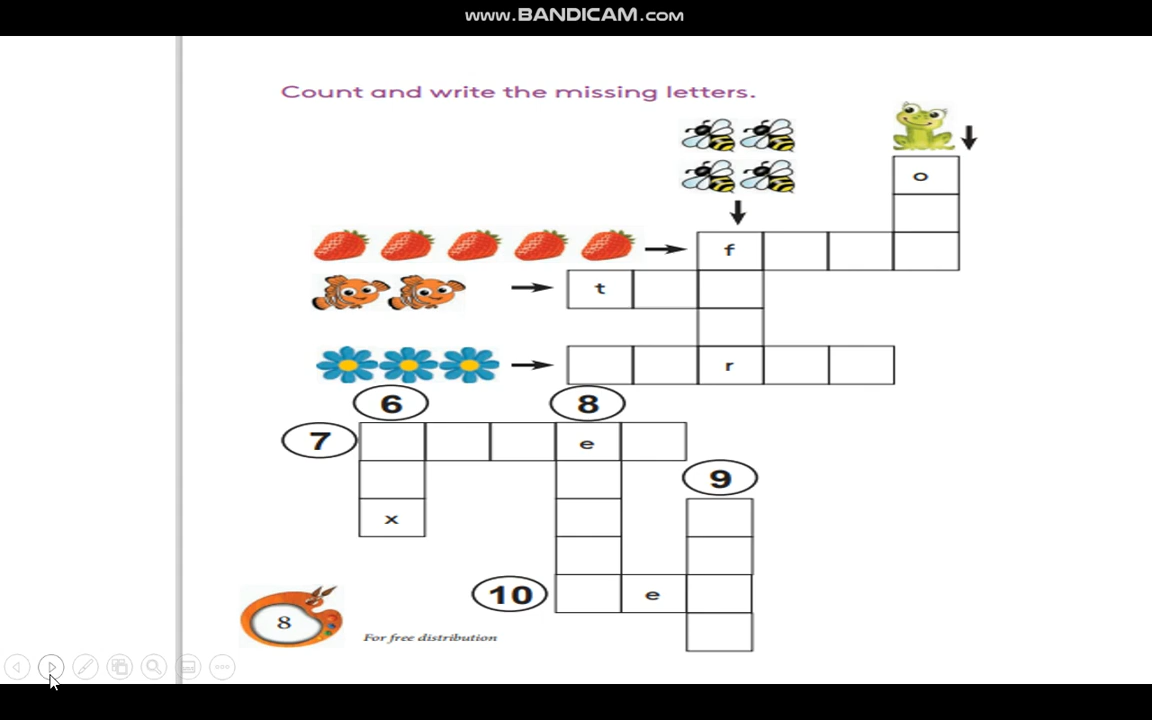 www.BANDICAM.com
Count and write the missing letters.
o
f
t
r
6
8
7
e
9
x
10
e
8
For free distribution